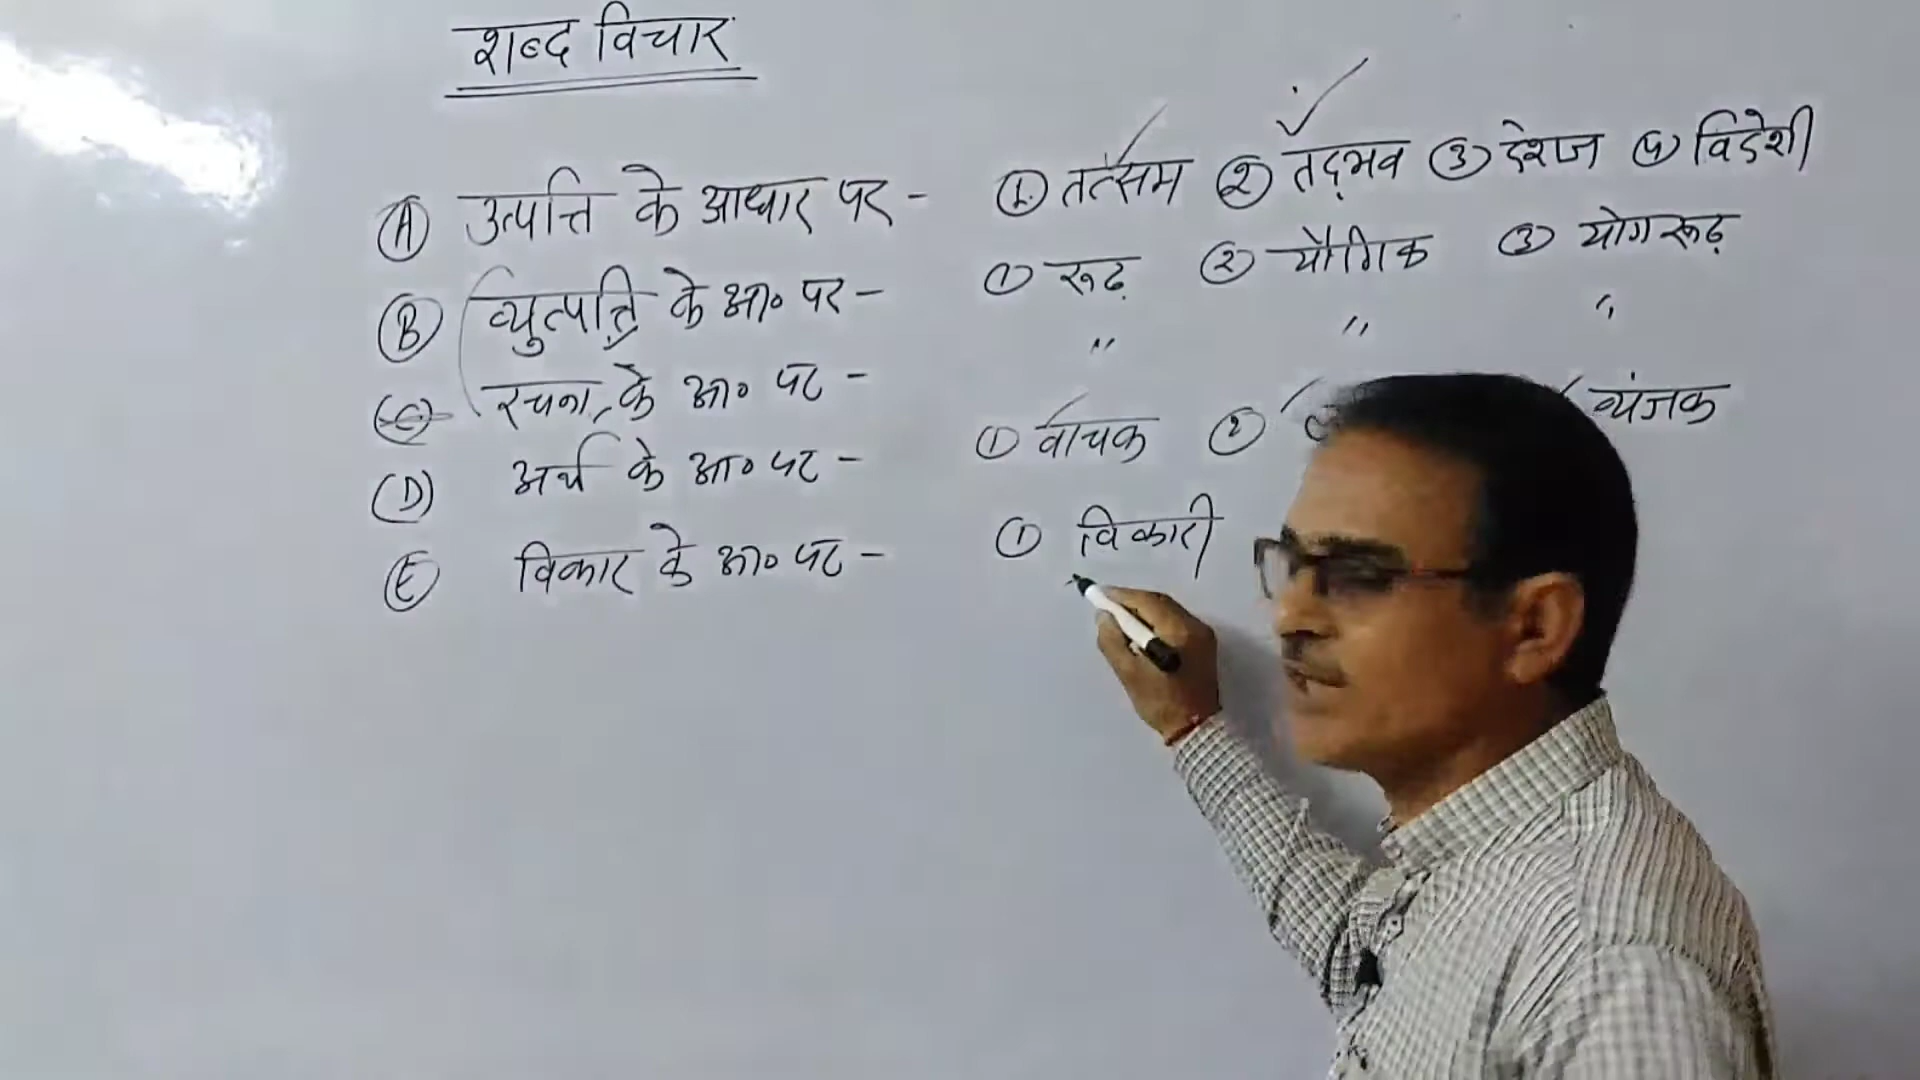 शब्द विचार
(A) उत्पत्ति के आधार पर - (1) तत्सम (2) तद्भव (3) देशज (4) विदेशी
(B) व्युत्पत्ति के आ० पर - (1) रूढ़ (2) यौगिक (3) योगरूढ़
(C) रचना के आ० पर - " " "
(D) अर्थ के आ० पर - (1) वाचक (2) व्यंजक
(E) विकार के आ० पर - (1) विकारी